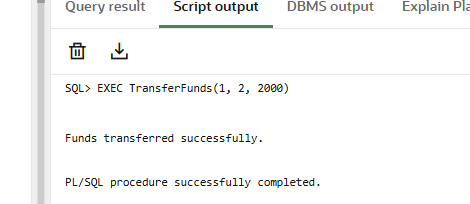 Query result Script output DBMS output Explain Pla
SQL> EXEC TransferFunds(1, 2, 2000)
Funds transferred successfully.
PL/SQL procedure successfully completed.